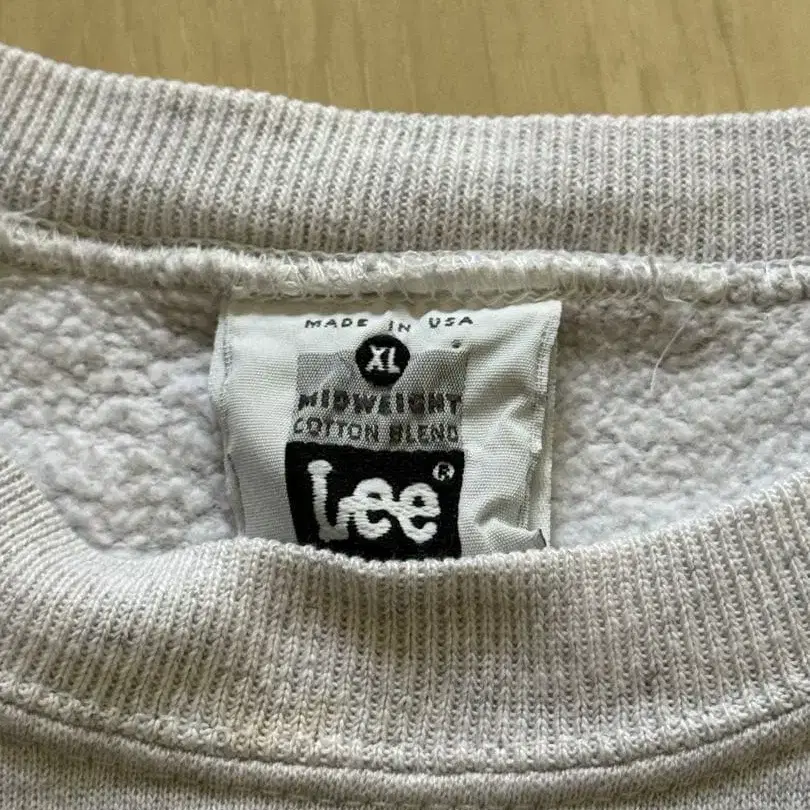 MADE IN USA
XL
MIDWEIGHT
COTTON BLEND
Lee ®